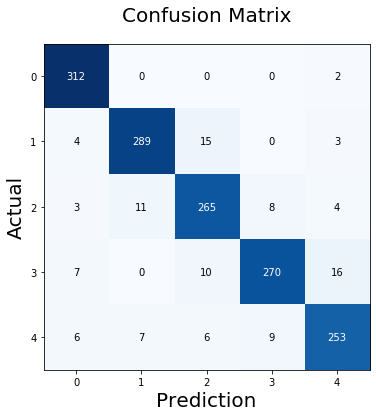 Confusion Matrix
0 312 0 0 0 2
1 4 289 15 0 3
2 3 11 265 8 4
3 7 0 10 270 16
4 6 7 6 9 253
0 1 2 3 4
Actual
Prediction